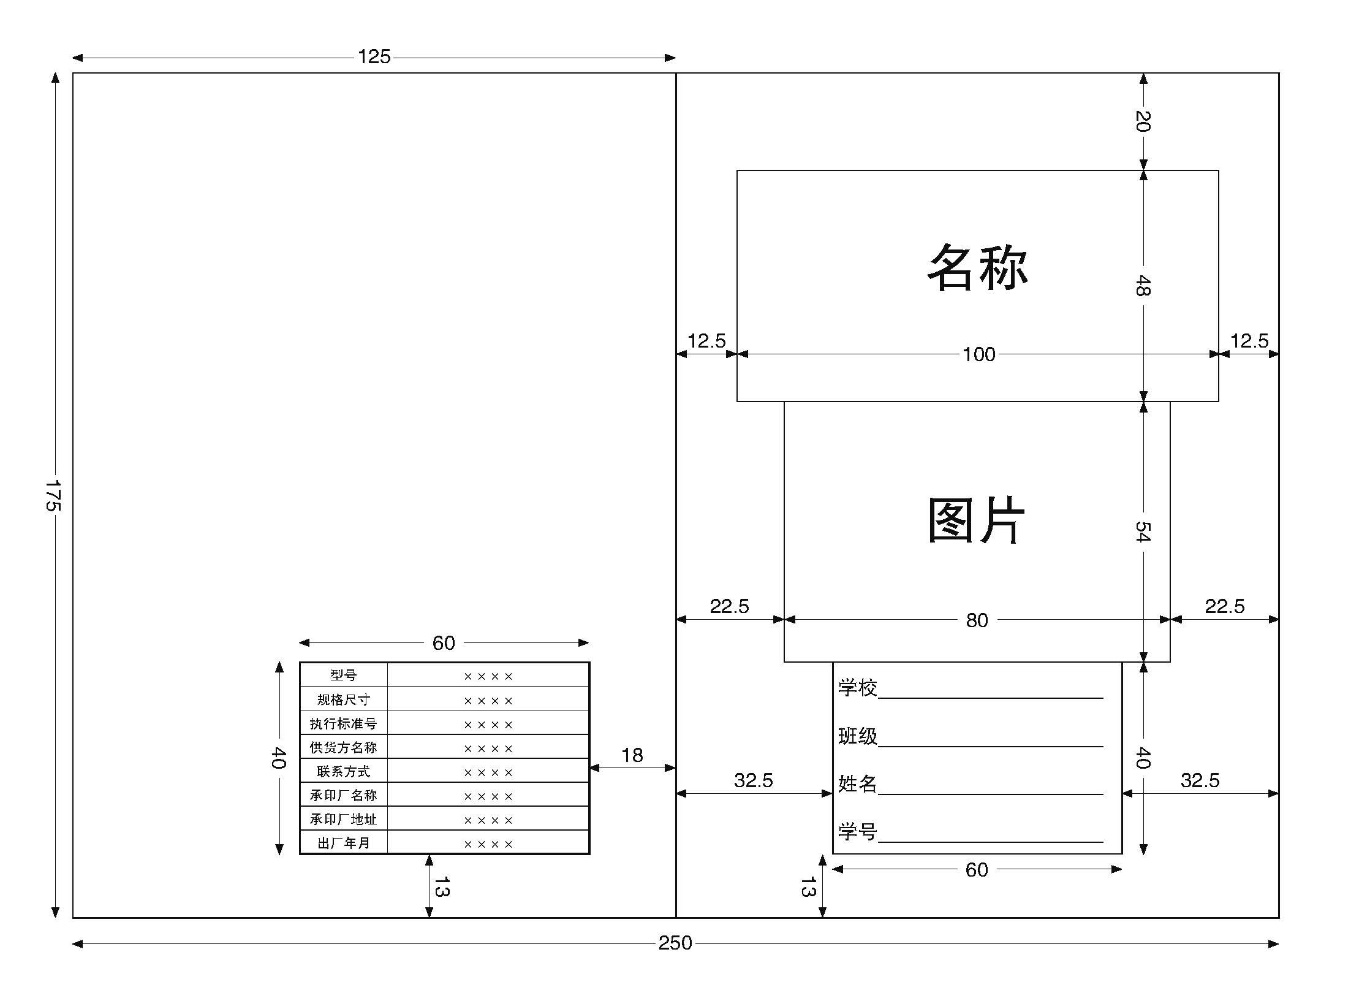 125
20
名称
48
12.5
100
12.5
175
图片
54
22.5
80
22.5
60
型号 ××××
规格尺寸 ××××
执行标准号 ××××
供货方名称 ××××
联系方式 ××××
承印厂名称 ××××
承印厂地址 ××××
出厂年月 ××××
40
18
13
学校
班级
姓名
学号
40
32.5
32.5
60
13
250